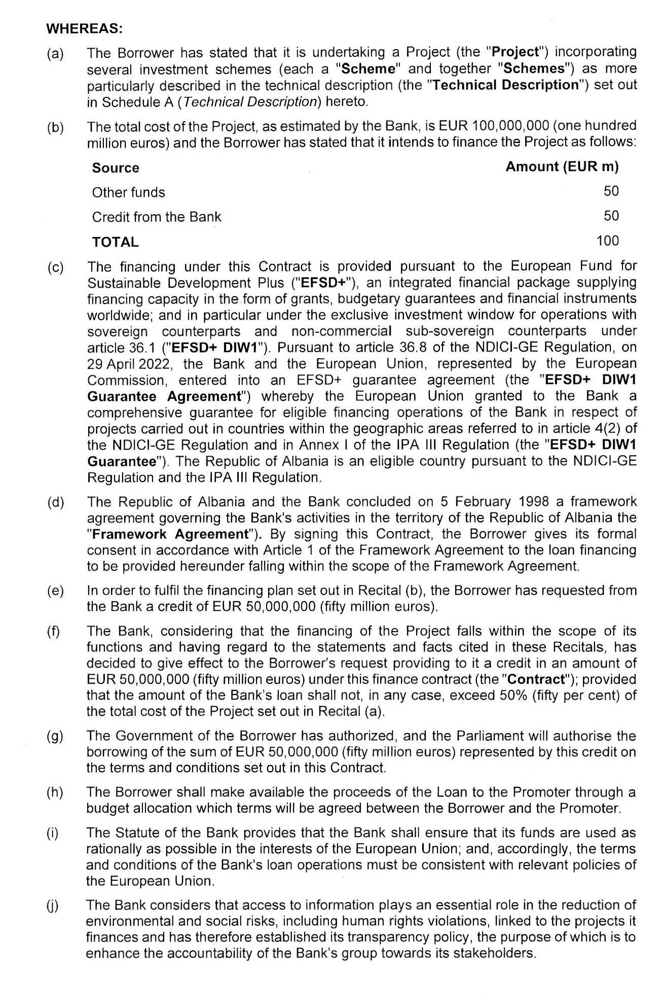 WHEREAS:
(a) The Borrower has stated that it is undertaking a Project (the "Project") incorporating
several investment schemes (each a "Scheme" and together "Schemes") as more
particularly described in the technical description (the "Technical Description") set out
in Schedule A (Technical Description) hereto.
(b) The total cost of the Project, as estimated by the Bank, is EUR 100,000,000 (one hundred
million euros) and the Borrower has stated that it intends to finance the Project as follows:
Source Amount (EUR m)
Other funds 50
Credit from the Bank 50
TOTAL 100
(c) The financing under this Contract is provided pursuant to the European Fund for
Sustainable Development Plus ("EFSD+"), an integrated financial package supplying
financing capacity in the form of grants, budgetary guarantees and financial instruments
worldwide; and in particular under the exclusive investment window for operations with
sovereign counterparts and non-commercial sub-sovereign counterparts under
article 36.1 ("EFSD+ DIW1"). Pursuant to article 36.8 of the NDICI-GE Regulation, on
29 April 2022, the Bank and the European Union, represented by the European
Commission, entered into an EFSD+ guarantee agreement (the "EFSD+ DIW1
Guarantee Agreement") whereby the European Union granted to the Bank a
comprehensive guarantee for eligible financing operations of the Bank in respect of
projects carried out in countries within the geographic areas referred to in article 4(2) of
the NDICI-GE Regulation and in Annex I of the IPA III Regulation (the "EFSD+ DIW1
Guarantee"). The Republic of Albania is an eligible country pursuant to the NDICI-GE
Regulation and the IPA III Regulation.
(d) The Republic of Albania and the Bank concluded on 5 February 1998 a framework
agreement governing the Bank's activities in the territory of the Republic of Albania the
"Framework Agreement"). By signing this Contract, the Borrower gives its formal
consent in accordance with Article 1 of the Framework Agreement to the loan financing
to be provided hereunder falling within the scope of the Framework Agreement.
(e) In order to fulfil the financing plan set out in Recital (b), the Borrower has requested from
the Bank a credit of EUR 50,000,000 (fifty million euros).
(f) The Bank, considering that the financing of the Project falls within the scope of its
functions and having regard to the statements and facts cited in these Recitals, has
decided to give effect to the Borrower's request providing to it a credit in an amount of
EUR 50,000,000 (fifty million euros) under this finance contract (the "Contract"); provided
that the amount of the Bank's loan shall not, in any case, exceed 50% (fifty per cent) of
the total cost of the Project set out in Recital (a).
(g) The Government of the Borrower has authorized, and the Parliament will authorise the
borrowing of the sum of EUR 50,000,000 (fifty million euros) represented by this credit on
the terms and conditions set out in this Contract.
(h) The Borrower shall make available the proceeds of the Loan to the Promoter through a
budget allocation which terms will be agreed between the Borrower and the Promoter.
(i) The Statute of the Bank provides that the Bank shall ensure that its funds are used as
rationally as possible in the interests of the European Union; and, accordingly, the terms
and conditions of the Bank's loan operations must be consistent with relevant policies of
the European Union.
(j) The Bank considers that access to information plays an essential role in the reduction of
environmental and social risks, including human rights violations, linked to the projects it
finances and has therefore established its transparency policy, the purpose of which is to
enhance the accountability of the Bank's group towards its stakeholders.